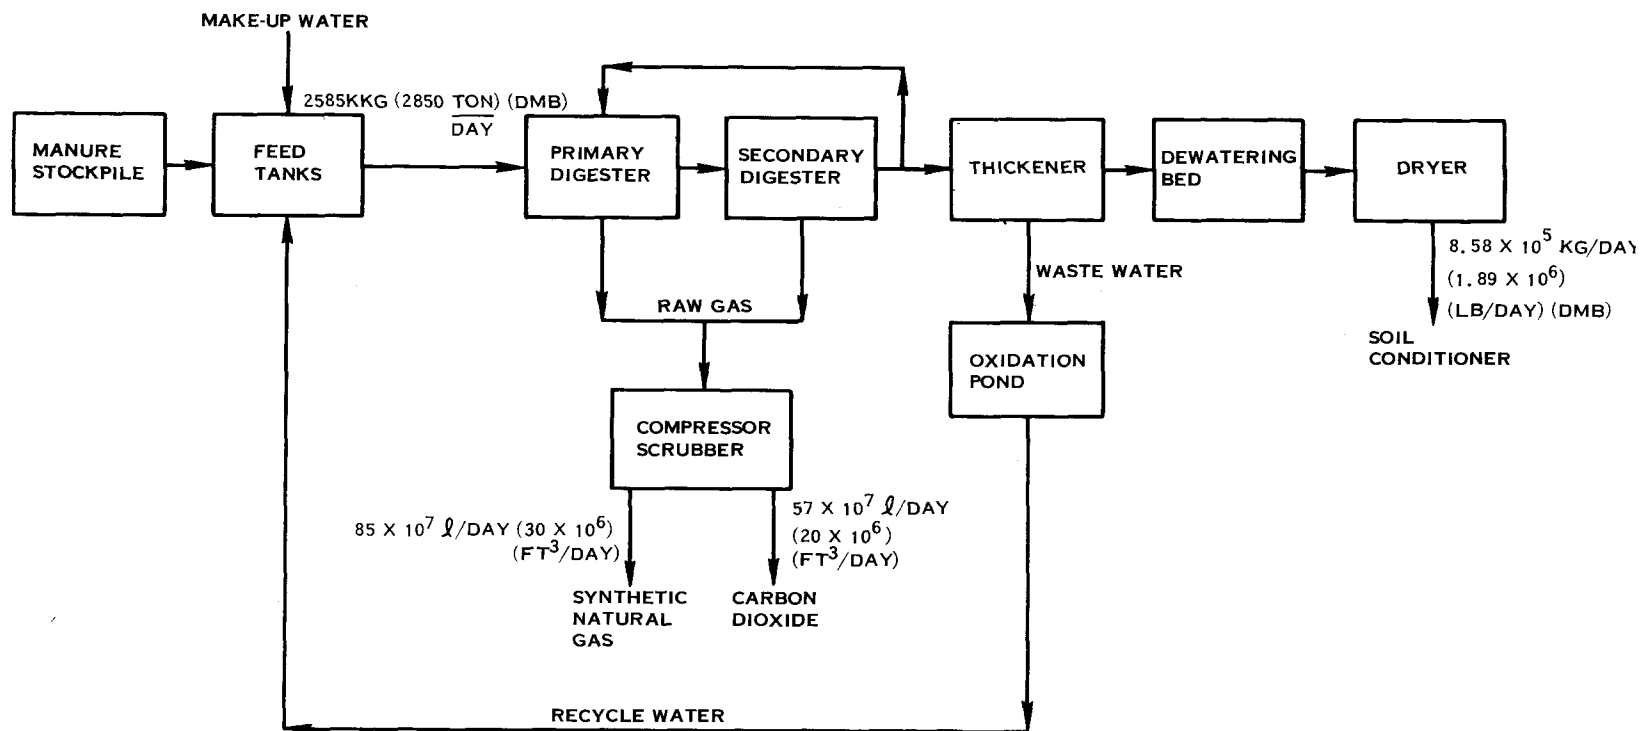 MAKE-UP WATER
2585KKG (2850 TON) (DMB)
DAY
MANURE
STOCKPILE
FEED
TANKS
PRIMARY
DIGESTER
SECONDARY
DIGESTER
THICKENER
DEWATERING
BED
DRYER
8.58 X 10⁵ KG/DAY
(1.89 X 10⁶)
(LB/DAY) (DMB)
SOIL
CONDITIONER
WASTE WATER
RAW GAS
OXIDATION
POND
COMPRESSOR
SCRUBBER
85 X 10⁷ ℓ/DAY (30 X 10⁶)
(FT³/DAY)
57 X 10⁷ ℓ/DAY
(20 X 10⁶)
(FT³/DAY)
SYNTHETIC
NATURAL
GAS
CARBON
DIOXIDE
RECYCLE WATER